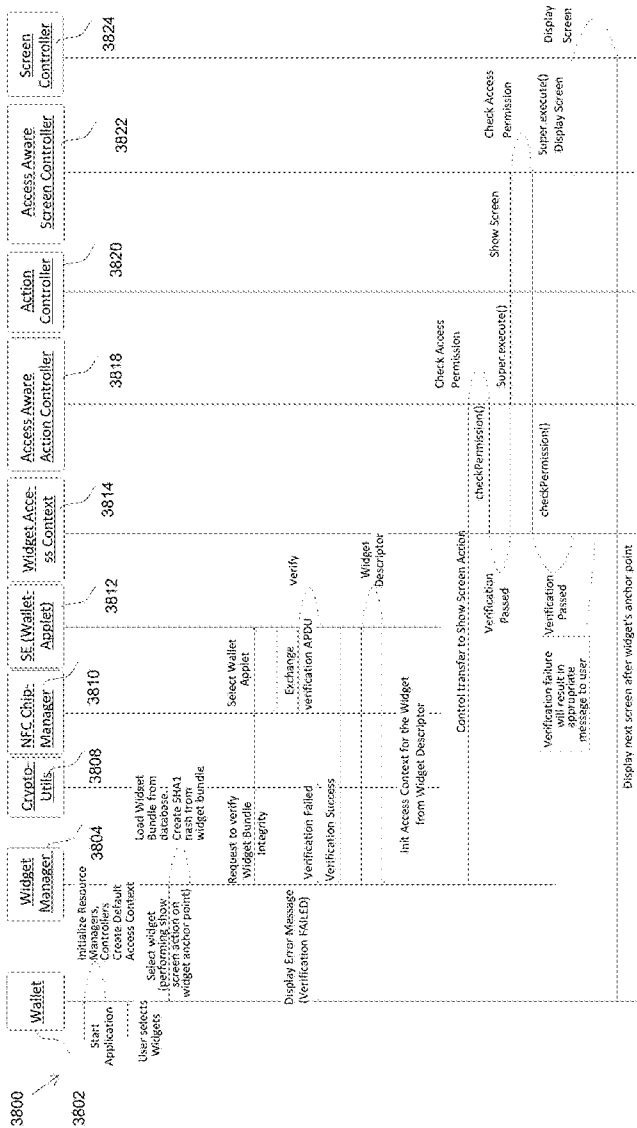 3800
3802
Wallet
Widget
Manager
3804
Crypto-
Utils
3808
NFC Chip-
Manager
3810
SE (Wallet-
Applet)
3812
Widget Acce-
ss Context
3814
Access Aware
Action Controller
3818
Action
Controller
3820
Access Aware
Screen Controller
3822
Screen
Controller
3824
Start
Application
Initialize Resource
Managers,
Controllers
Create Default
Access Context
User selects
Widgets
Select widget
(performing show
screen action on
widget anchor point)
Load Widget
Bundle from
database.
Create SHA1
hash from
widget bundle
Request to verify
Widget Bundle
Integrity
Select Wallet
Applet
Exchange
verification APDU
Verify
Verification Failed
Display Error Message
(Verification FAILED)
Verification Success
Widget
Descriptor
Init Access Context for the Widget
from Widget Descriptor
Control transfer to Show Screen Action
Check Access
Permission
checkPermission()
Verification
Passed
Super.execute()
Show Screen
Check Access
Permission
checkPermission()
Verification
Passed
Super.execute()
Display Screen
Verification failure
will result in
appropriate
message to user
Display
Screen
Display next screen after widget's anchor point